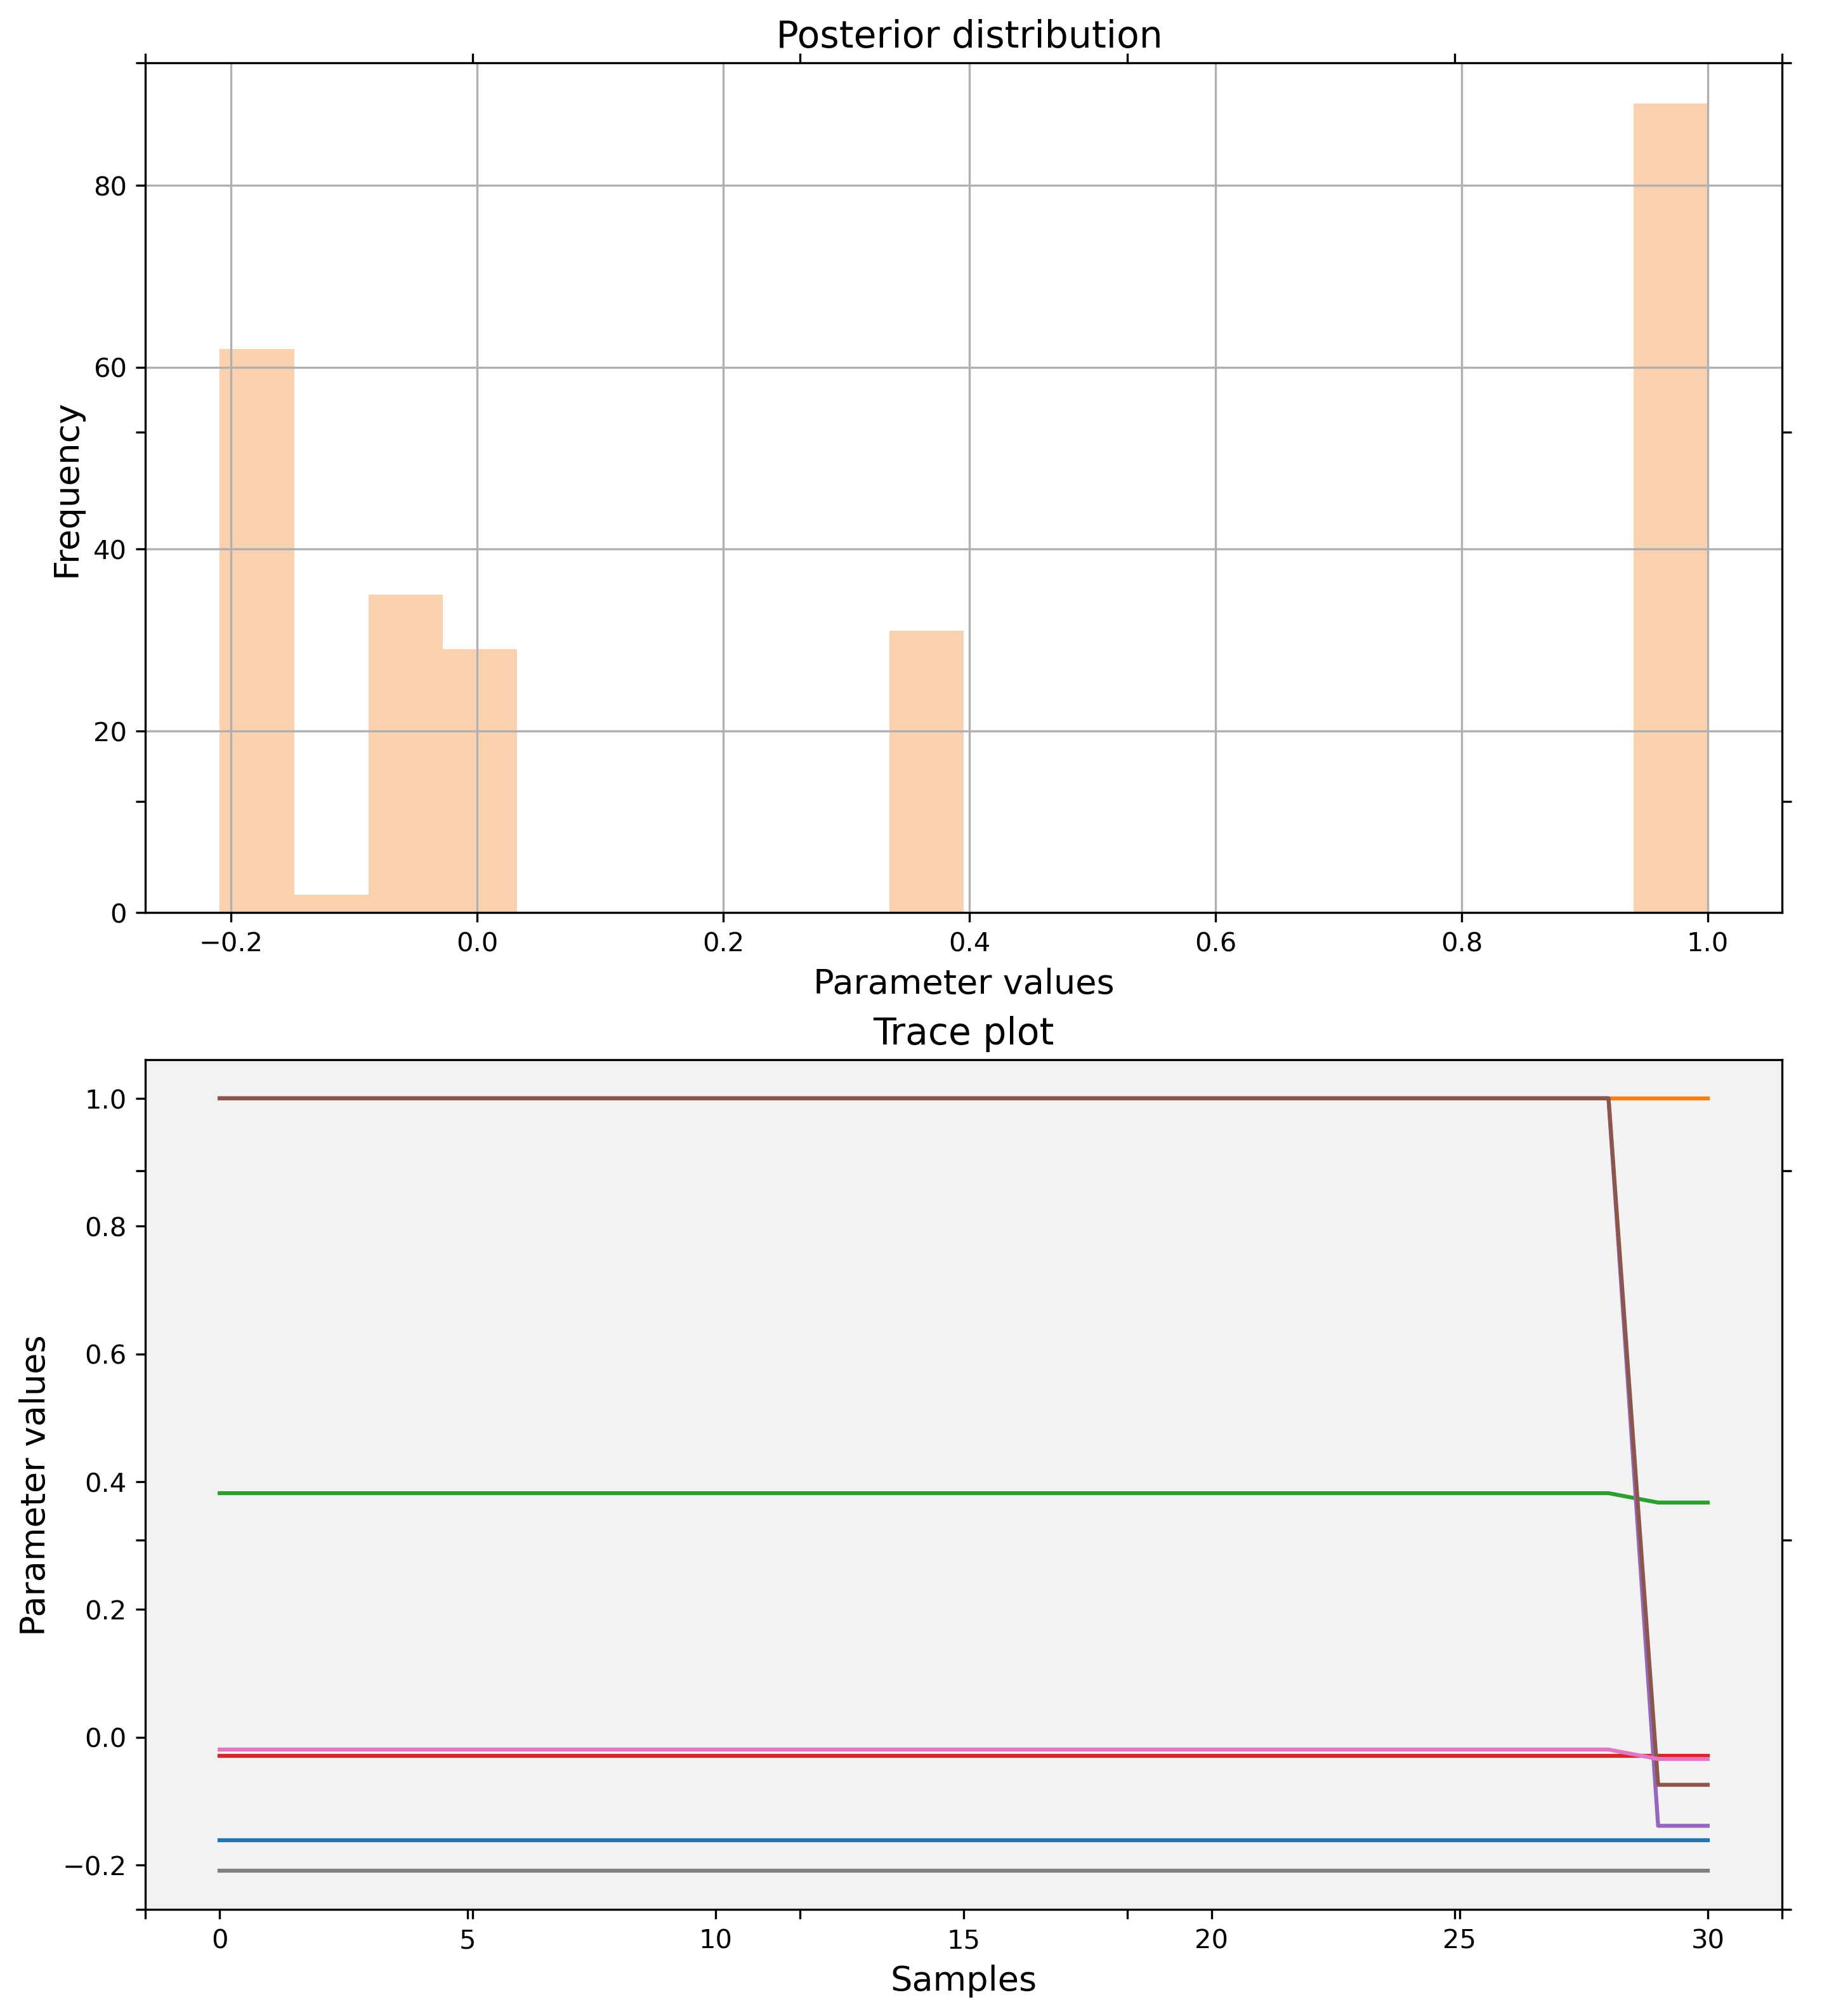 Posterior distribution
80
60
40
20
0
Frequency
−0.2 0.0 0.2 0.4 0.6 0.8 1.0
Parameter values
Trace plot
1.0
0.8
0.6
0.4
0.2
0.0
−0.2
Parameter values
0 5 10 15 20 25 30
Samples